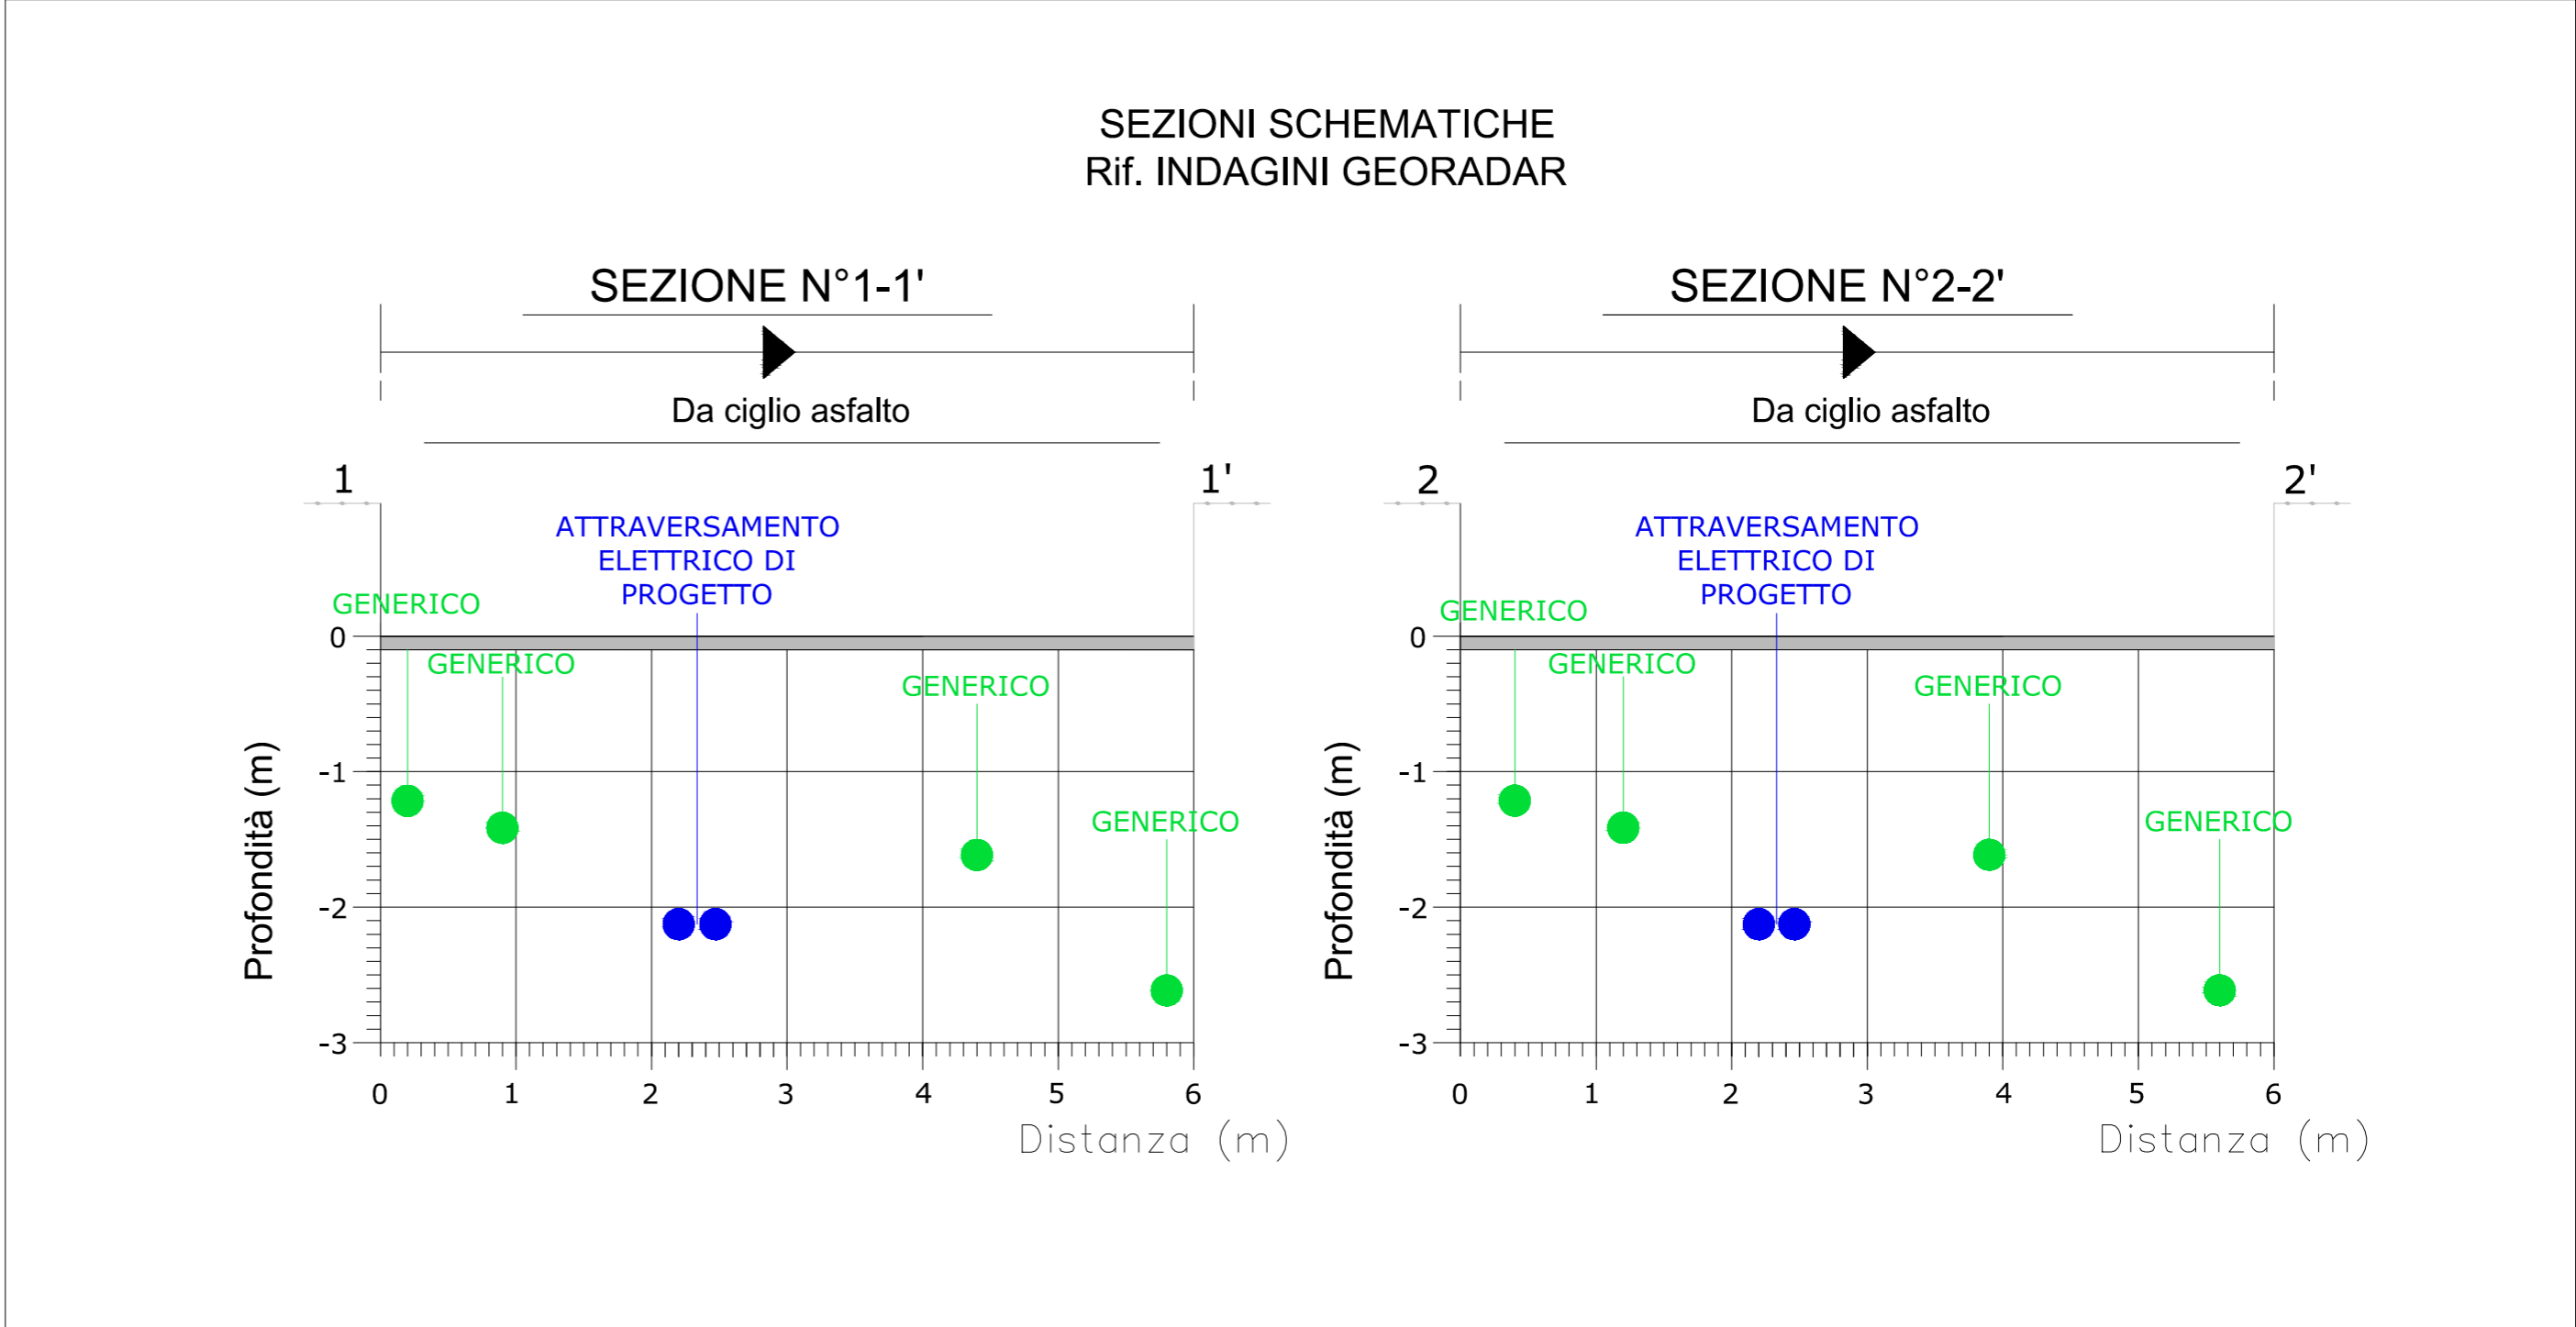 SEZIONI SCHEMATICHE
Rif. INDAGINI GEORADAR
SEZIONE N°1-1'
Da ciglio asfalto
1
1'
ATTRAVERSAMENTO
ELETTRICO DI
PROGETTO
GENERICO
GENERICO
GENERICO
GENERICO
0
-1
-2
-3
Profondità (m)
0 1 2 3 4 5 6
Distanza (m)
SEZIONE N°2-2'
Da ciglio asfalto
2
2'
ATTRAVERSAMENTO
ELETTRICO DI
PROGETTO
GENERICO
GENERICO
GENERICO
GENERICO
0
-1
-2
-3
Profondità (m)
0 1 2 3 4 5 6
Distanza (m)